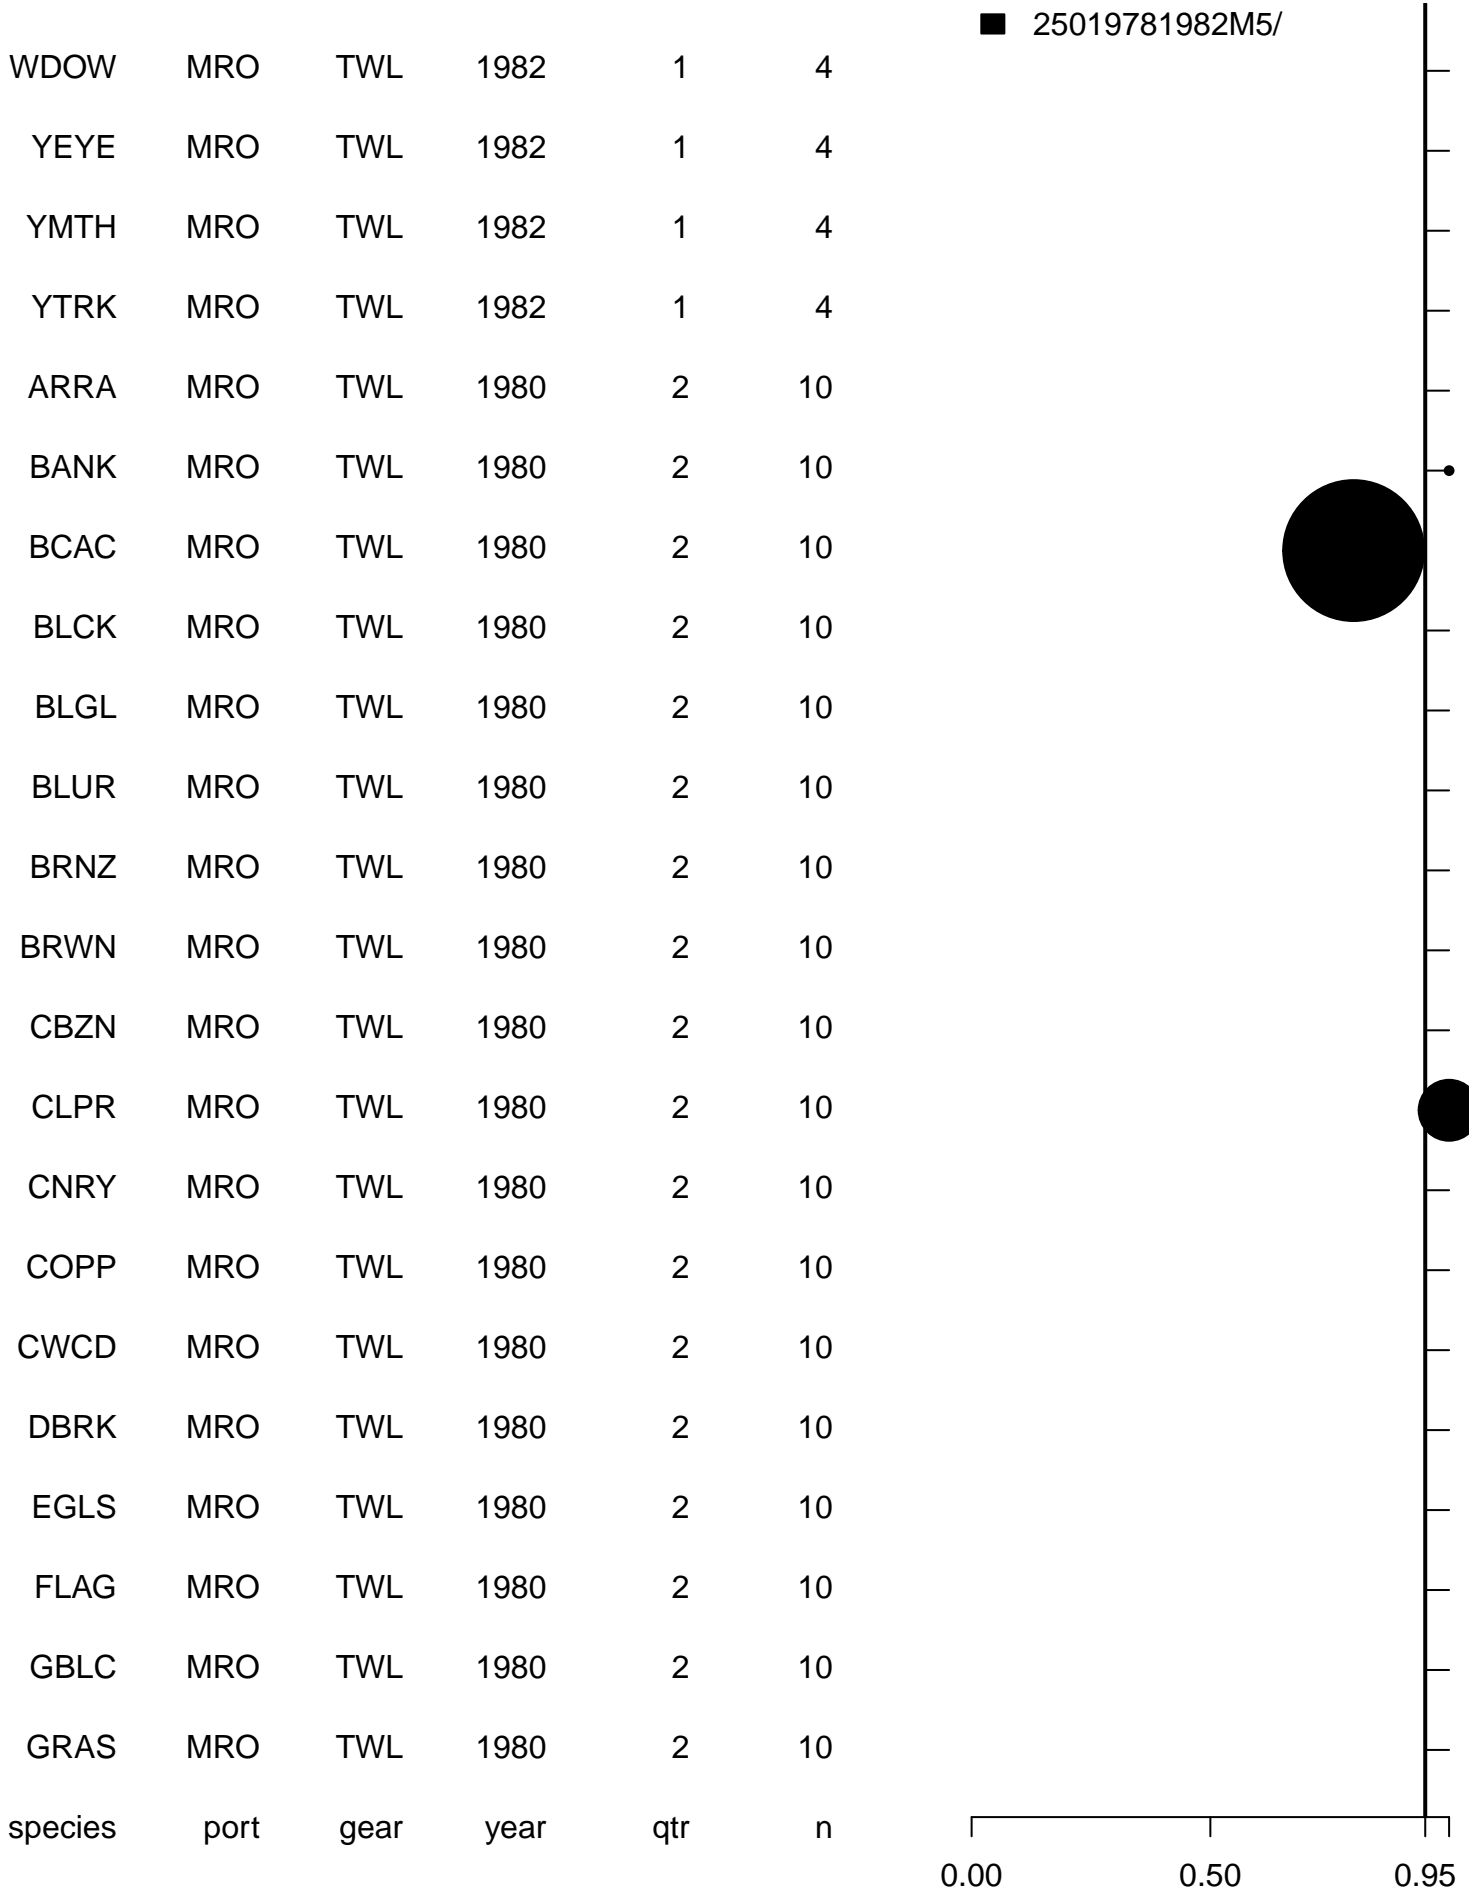 25019781982M5/
WDOW MRO TWL 1982 1 4
YEYE MRO TWL 1982 1 4
YMTH MRO TWL 1982 1 4
YTRK MRO TWL 1982 1 4
ARRA MRO TWL 1980 2 10
BANK MRO TWL 1980 2 10
BCAC MRO TWL 1980 2 10
BLCK MRO TWL 1980 2 10
BLGL MRO TWL 1980 2 10
BLUR MRO TWL 1980 2 10
BRNZ MRO TWL 1980 2 10
BRWN MRO TWL 1980 2 10
CBZN MRO TWL 1980 2 10
CLPR MRO TWL 1980 2 10
CNRY MRO TWL 1980 2 10
COPP MRO TWL 1980 2 10
CWCD MRO TWL 1980 2 10
DBRK MRO TWL 1980 2 10
EGLS MRO TWL 1980 2 10
FLAG MRO TWL 1980 2 10
GBLC MRO TWL 1980 2 10
GRAS MRO TWL 1980 2 10
species port gear year qtr n
0.00 0.50 0.95